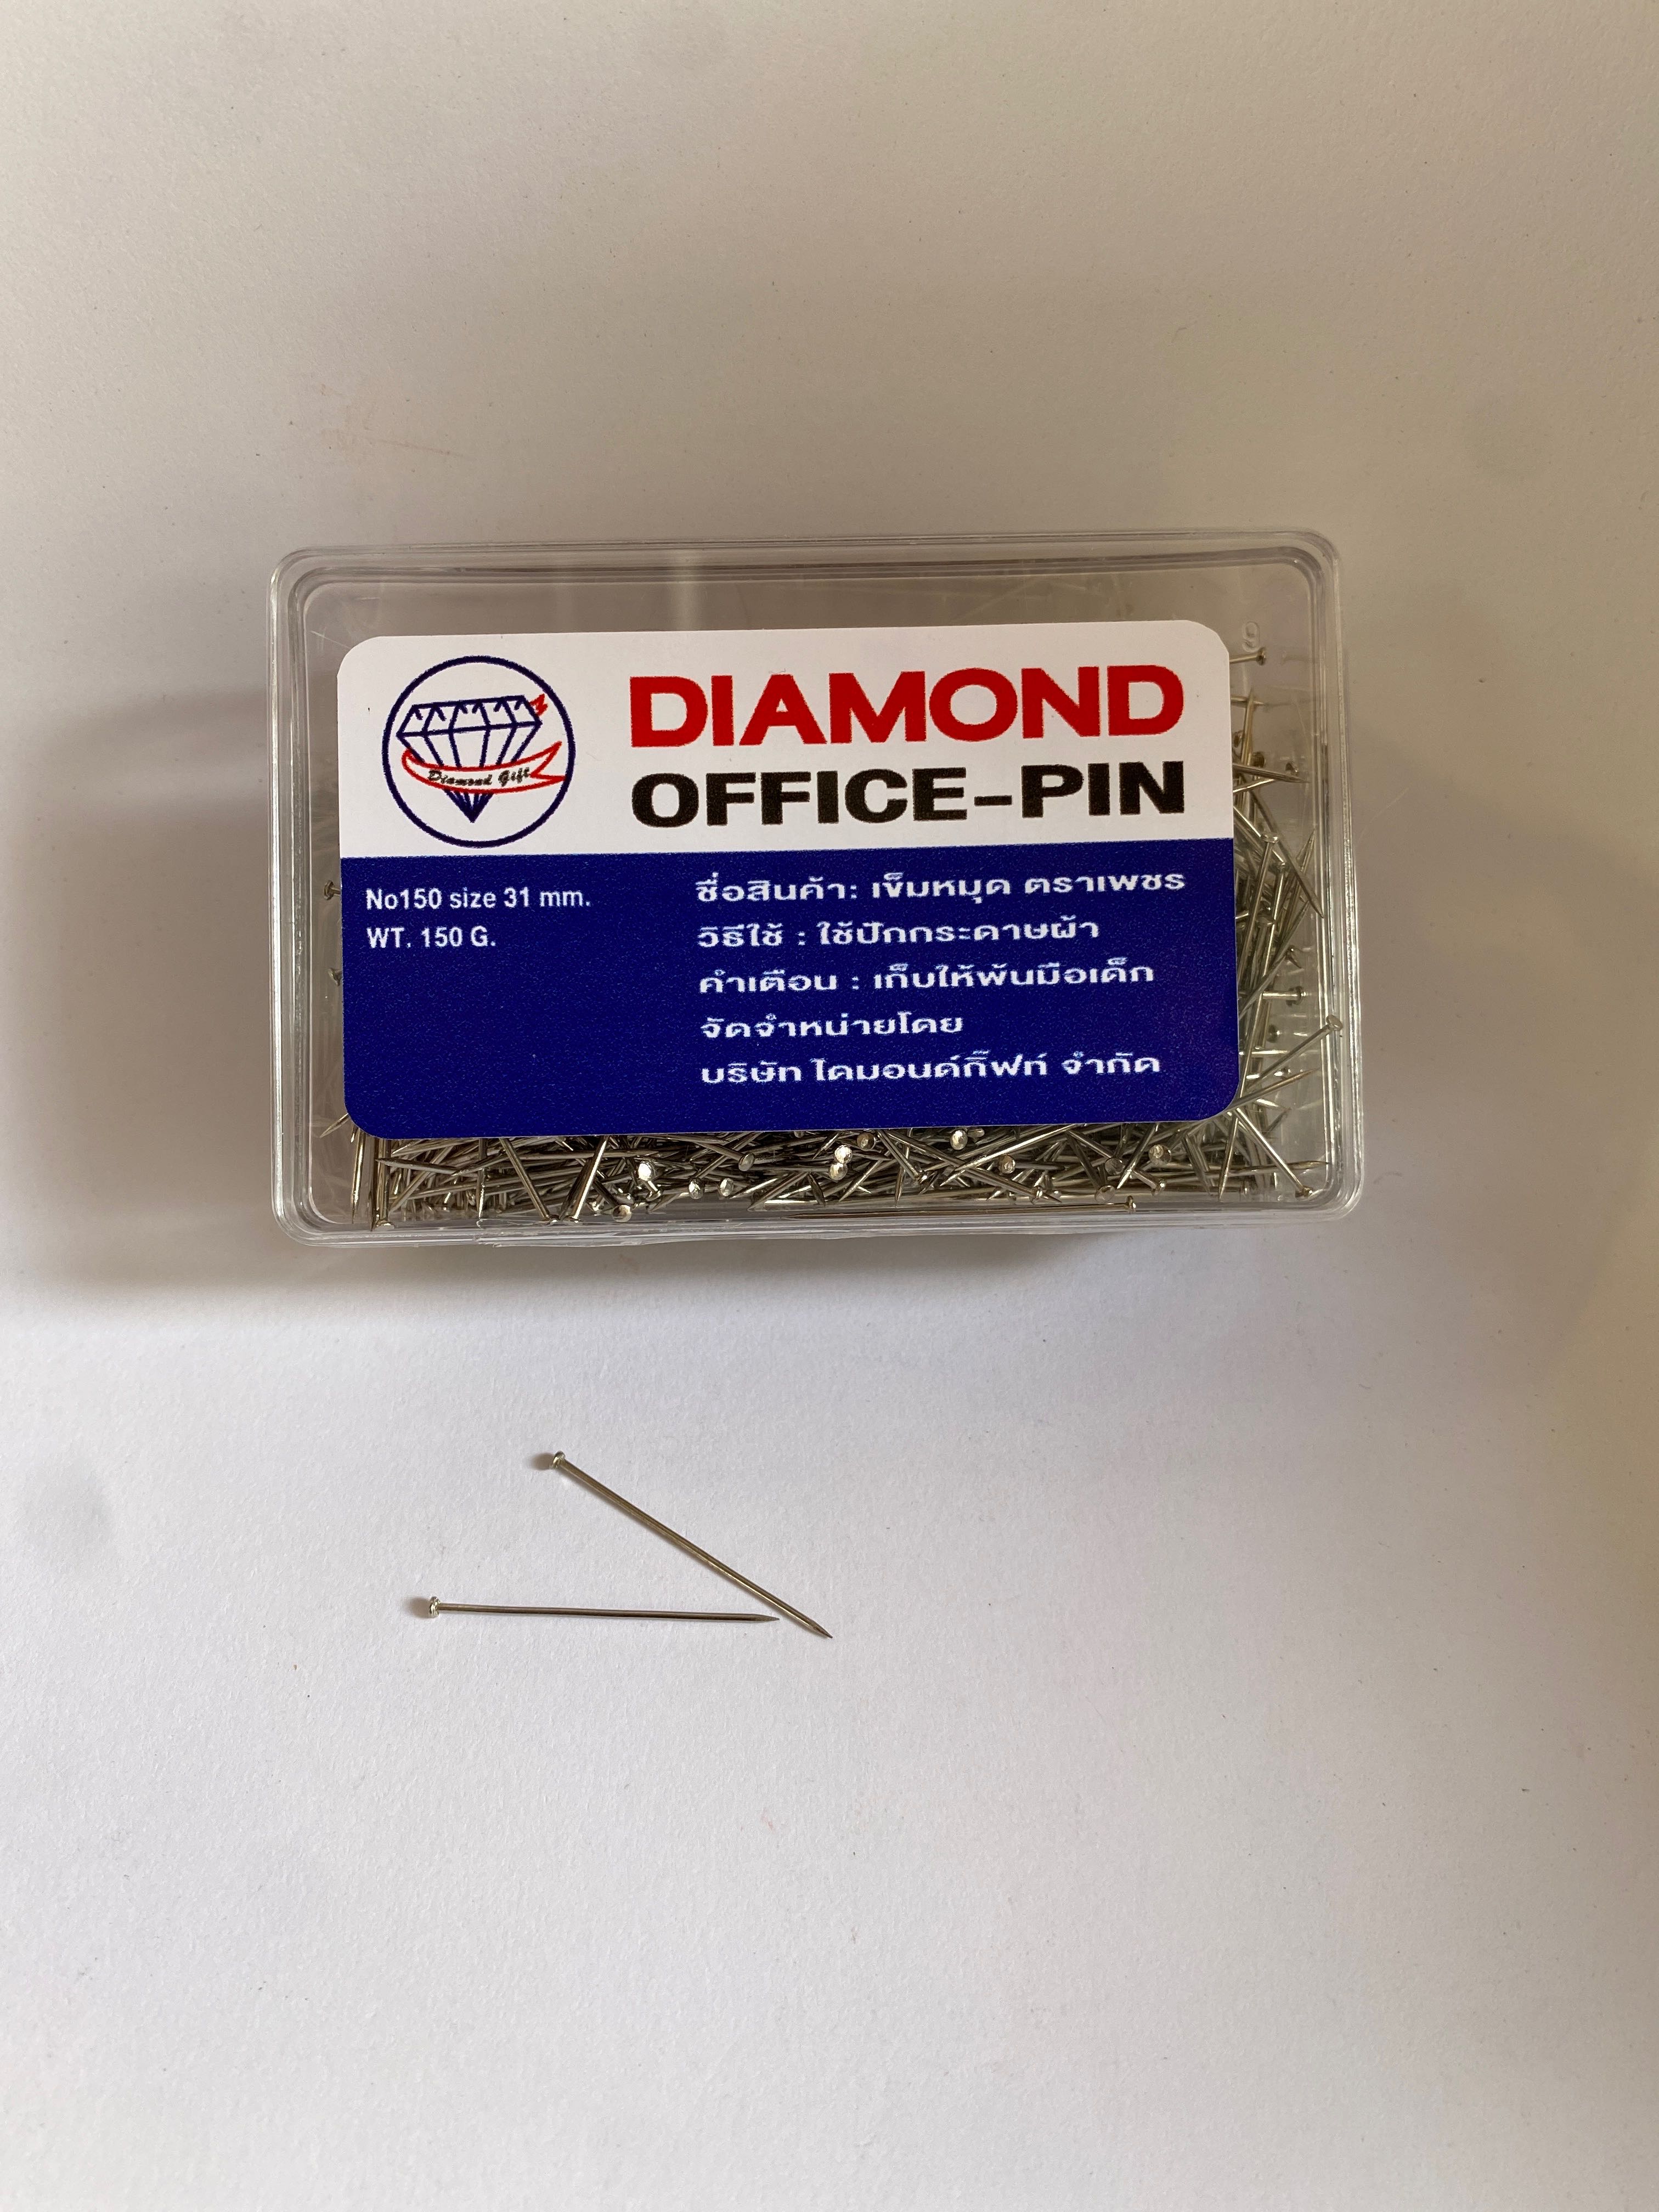 Diamond Gift
DIAMOND
OFFICE-PIN
No150 size 31 mm.
WT. 150 G.
ชื่อสินค้า: เข็มหมุด ตราเพชร
วิธีใช้ : ใช้ปักกระดาษผ้า
คำเตือน : เก็บให้พ้นมือเด็ก
จัดจำหน่ายโดย
บริษัท ไดมอนด์กิ๊ฟท์ จำกัด
9